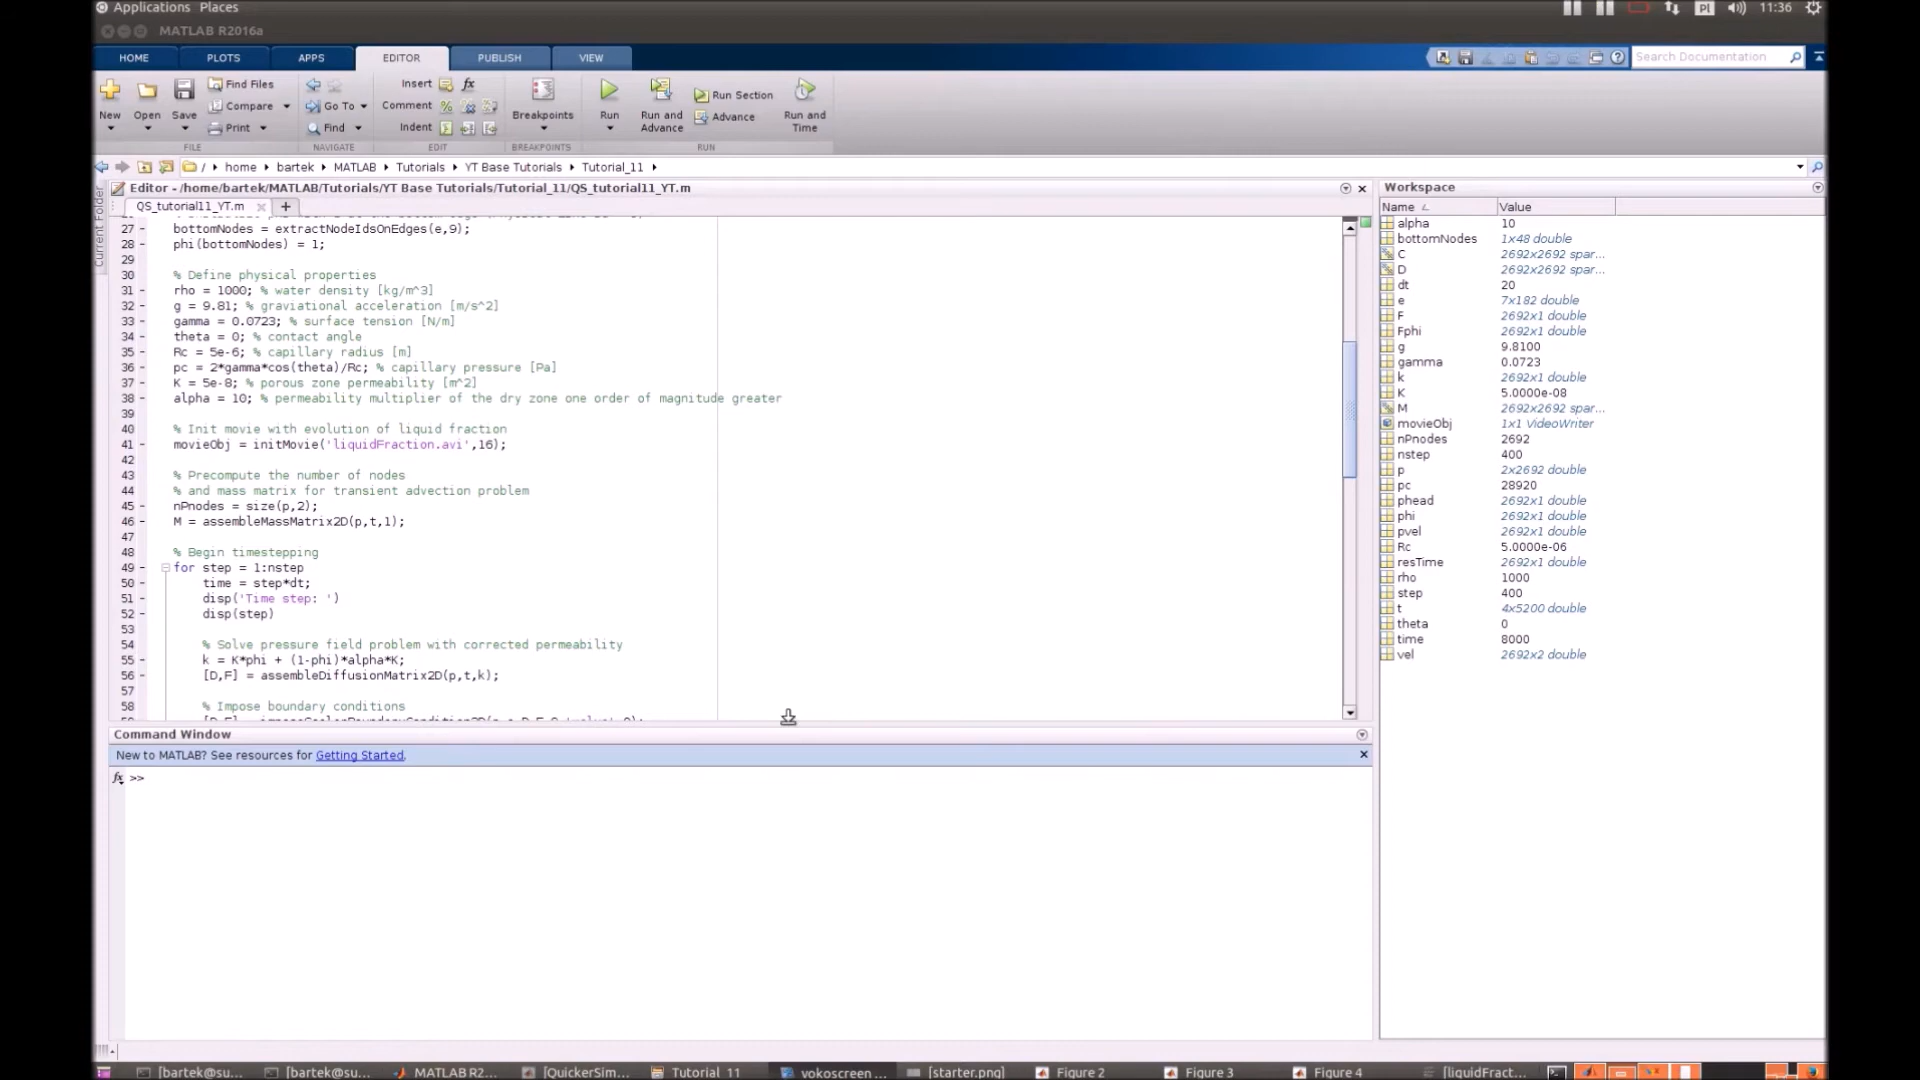 Applications Places
Pl 11:36
MATLAB R2016a
HOME PLOTS APPS EDITOR PUBLISH VIEW
Search Documentation
New Open Save
Find Files
Compare
Print
Go To
Find
Insert fx
Comment
Indent
Breakpoints
Run
Run and Advance
Run Section
Advance
Run and Time
FILE NAVIGATE EDIT BREAKPOINTS RUN
/ home bartek MATLAB Tutorials YT Base Tutorials Tutorial_11
Current Folder
Editor - /home/bartek/MATLAB/Tutorials/YT Base Tutorials/Tutorial_11/QS_tutorial11_YT.m
QS_tutorial11_YT.m
27 - bottomNodes = extractNodeIdsOnEdges(e,9);
28 - phi(bottomNodes) = 1;
29
30 % Define physical properties
31 - rho = 1000; % water density [kg/m^3]
32 - g = 9.81; % graviational acceleration [m/s^2]
33 - gamma = 0.0723; % surface tension [N/m]
34 - theta = 0; % contact angle
35 - Rc = 5e-6; % capillary radius [m]
36 - pc = 2*gamma*cos(theta)/Rc; % capillary pressure [Pa]
37 - K = 5e-8; % porous zone permeability [m^2]
38 - alpha = 10; % permeability multiplier of the dry zone one order of magnitude greater
39
40 % Init movie with evolution of liquid fraction
41 - movieObj = initMovie('liquidFraction.avi',16);
42
43 % Precompute the number of nodes
44 % and mass matrix for transient advection problem
45 - nPnodes = size(p,2);
46 - M = assembleMassMatrix2D(p,t,1);
47
48 % Begin timestepping
49 - for step = 1:nstep
50 - time = step*dt;
51 - disp('Time step: ')
52 - disp(step)
53
54 % Solve pressure field problem with corrected permeability
55 - k = K*phi + (1-phi)*alpha*K;
56 - [D,F] = assembleDiffusionMatrix2D(p,t,k);
57
58 % Impose boundary conditions
Command Window
New to MATLAB? See resources for Getting Started.
fx >>
Workspace
Name Value
alpha 10
bottomNodes 1x48 double
C 2692x2692 spar...
D 2692x2692 spar...
dt 20
e 7x182 double
F 2692x1 double
Fphi 2692x1 double
g 9.8100
gamma 0.0723
k 2692x1 double
K 5.0000e-08
M 2692x2692 spar...
movieObj 1x1 VideoWriter
nPnodes 2692
nstep 400
p 2x2692 double
pc 28920
phead 2692x1 double
phi 2692x1 double
pvel 2692x1 double
Rc 5.0000e-06
resTime 2692x1 double
rho 1000
step 400
t 4x5200 double
theta 0
time 8000
vel 2692x2 double
[bartek@su... [bartek@su... MATLAB R2... [QuickerSim... Tutorial 11 vokoscreen ... [starter.png] Figure 2 Figure 3 Figure 4 [liquidFract...